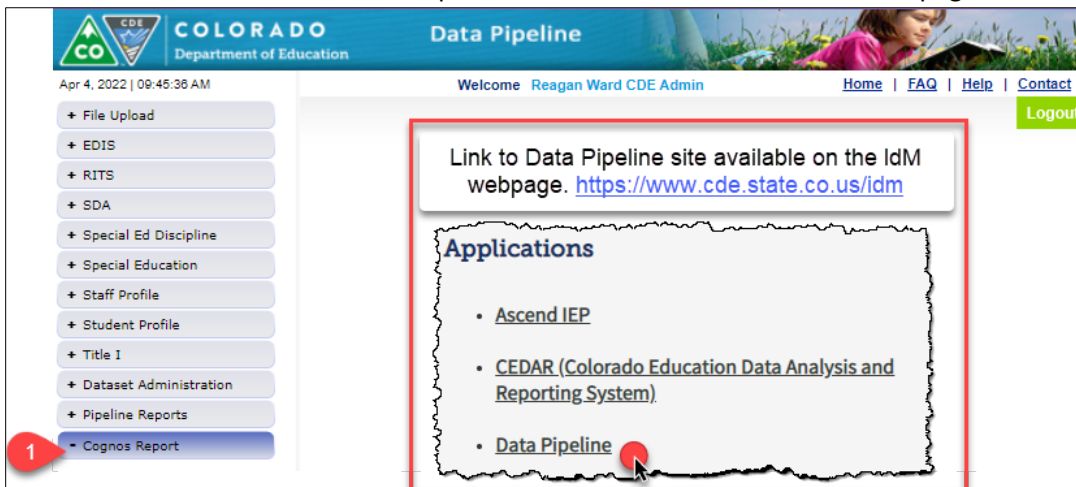 CDE
CO
COLORADO
Department of Education
Data Pipeline
Apr 4, 2022 | 09:45:36 AM
Welcome Reagan Ward CDE Admin
Home | FAQ | Help | Contact
Logout
+ File Upload
+ EDIS
+ RITS
+ SDA
+ Special Ed Discipline
+ Special Education
+ Staff Profile
+ Student Profile
+ Title I
+ Dataset Administration
+ Pipeline Reports
1
- Cognos Report
Link to Data Pipeline site available on the IdM
webpage. https://www.cde.state.co.us/idm
Applications
• Ascend IEP
• CEDAR (Colorado Education Data Analysis and
Reporting System)
• Data Pipeline